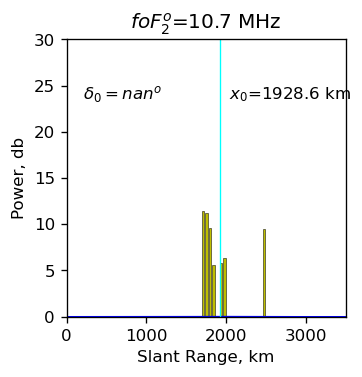 foF₂ᵒ=10.7 MHz
30
25
δ₀ = nanᵒ
x₀=1928.6 km
20
15
10
5
0
Power, db
0 1000 2000 3000
Slant Range, km